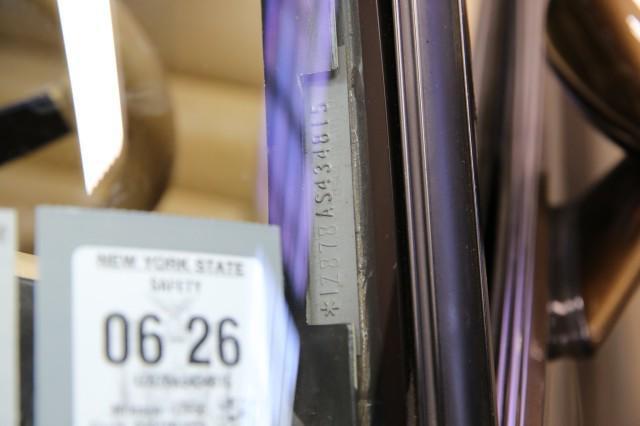 NEW YORK STATE
SAFETY
06 26
*1Z878AS434815